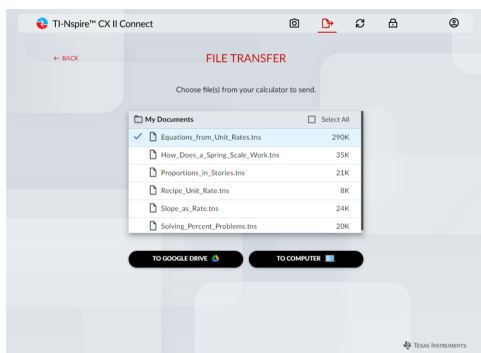 TI-Nspire™ CX II Connect
← BACK
FILE TRANSFER
Choose file(s) from your calculator to send.
My Documents Select All
Equations_from_Unit_Rates.tns 290K
How_Does_a_Spring_Scale_Work.tns 35K
Proportions_in_Stories.tns 21K
Recipe_Unit_Rate.tns 8K
Slope_as_Rate.tns 24K
Solving_Percent_Problems.tns 20K
TO GOOGLE DRIVE TO COMPUTER
TEXAS INSTRUMENTS